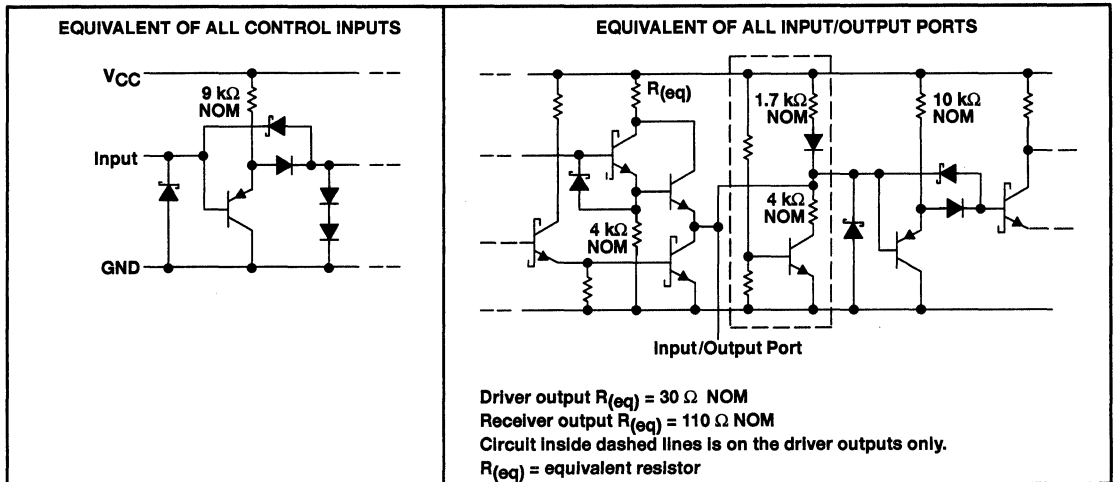 EQUIVALENT OF ALL CONTROL INPUTS
VCC
9 kΩ
NOM
Input
GND
EQUIVALENT OF ALL INPUT/OUTPUT PORTS
R(eq)
1.7 kΩ
NOM
10 kΩ
NOM
4 kΩ
NOM
4 kΩ
NOM
Input/Output Port
Driver output R(eq) = 30 Ω NOM
Receiver output R(eq) = 110 Ω NOM
Circuit inside dashed lines is on the driver outputs only.
R(eq) = equivalent resistor